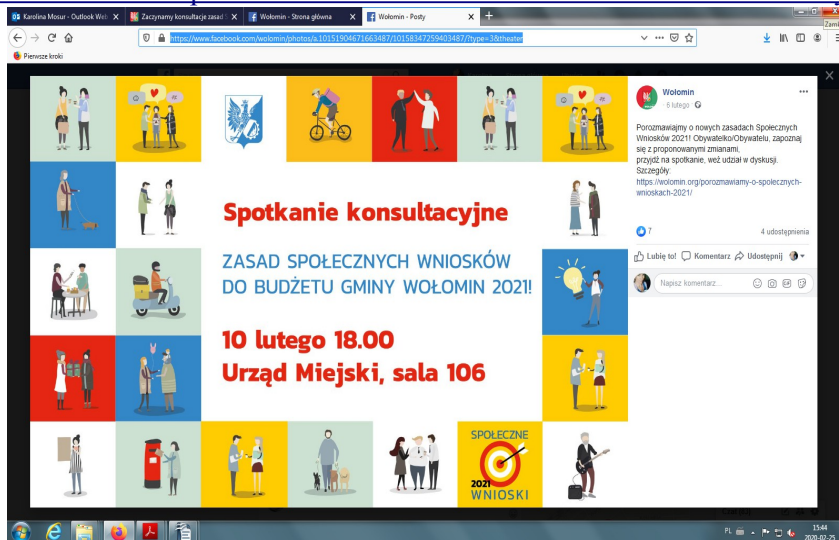 Karolina Mosur - Outlook Web
Zaczynamy konsultacje zasad S
Wołomin - Strona główna
Wołomin - Posty
Zamk
https://www.facebook.com/wolomin/photos/a.10151904671663487/10158347259403487/?type=3&theater
Pierwsze kroki
Spotkanie konsultacyjne
ZASAD SPOŁECZNYCH WNIOSKÓW
DO BUDŻETU GMINY WOŁOMIN 2021!
10 lutego 18.00
Urząd Miejski, sala 106
SPOŁECZNE
2021
WNIOSKI
Wołomin
6 lutego
Porozmawiajmy o nowych zasadach Społecznych
Wniosków 2021! Obywatelko/Obywatelu, zapoznaj
się z proponowanymi zmianami,
przyjdź na spotkanie, weź udział w dyskusji.
Szczegóły:
https://wolomin.org/porozmawiamy-o-spolecznych-
wnioskach-2021/
7
4 udostępnienia
Lubię to! Komentarz Udostępnij
Napisz komentarz...
PL
15:44